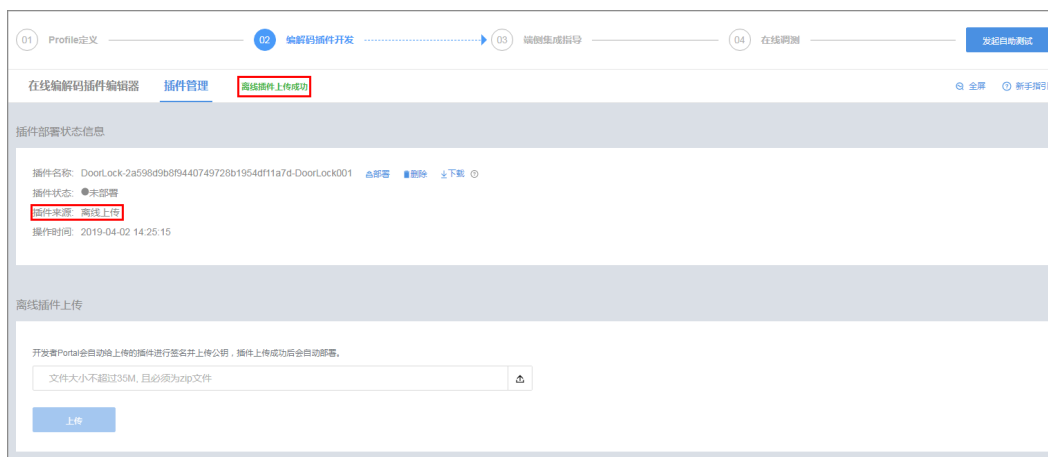 01 Profile定义 02 编解码插件开发 03 端侧集成指导 04 在线调测 发起自助测试
在线编解码插件编辑器 插件管理 离线插件上传成功 全屏 新手指引
插件部署状态信息
插件名称: DoorLock-2a598d9b8f9440749728b1954df11a7d-DoorLock001 部署 删除 下载
插件状态: 未部署
插件来源: 离线上传
操作时间: 2019-04-02 14:25:15
离线插件上传
开发者Portal会自动给上传的插件进行签名并上传公钥，插件上传成功后会自动部署。
文件大小不超过35M, 且必须为zip文件
上传